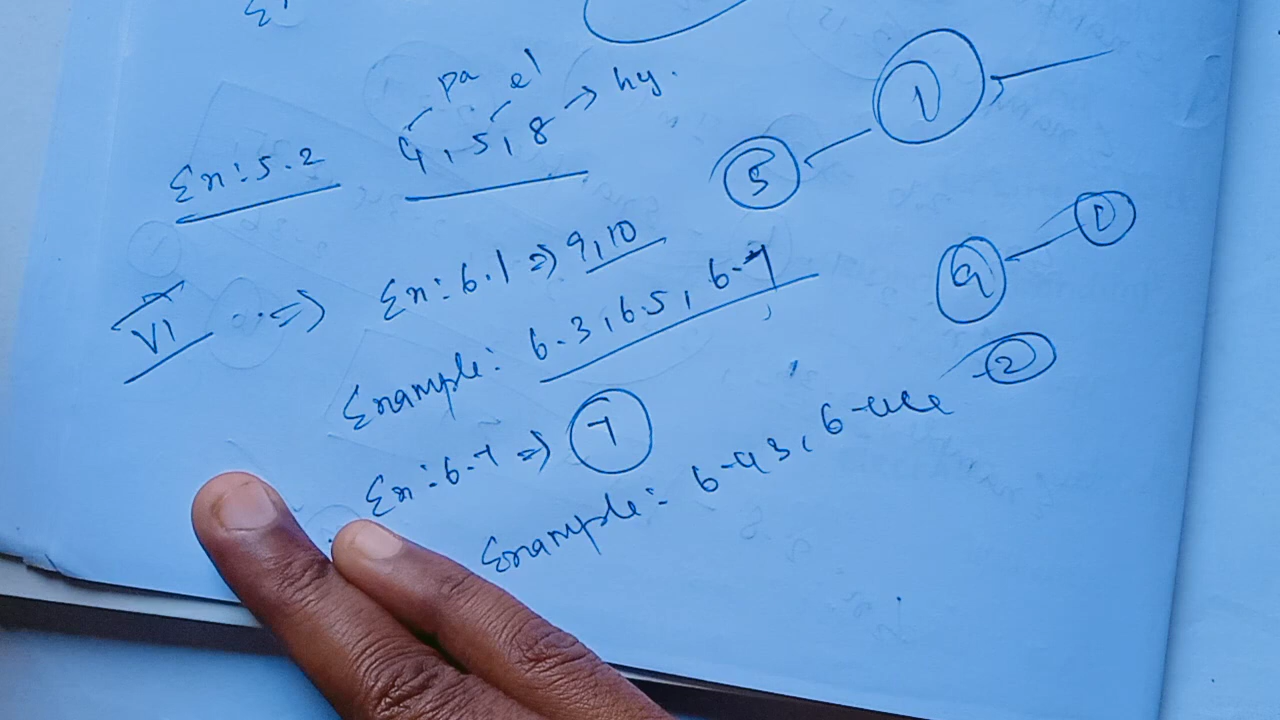 pa el
Ex: 5.2 4, 5, 8 → hy.
1
5
VI ⇒ Ex: 6.1 ⇒ 9, 10
1
9
Example: 6.3, 6.5, 6.7
2
Ex: 6.7 ⇒ 7
Example: 6-43, 6-44